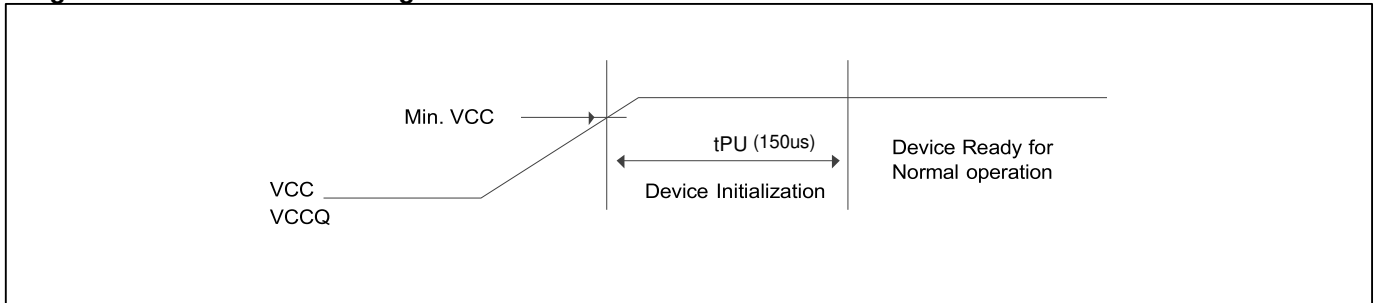 Min. VCC
tPU (150us)
Device Ready for
Normal operation
VCC
Device Initialization
VCCQ